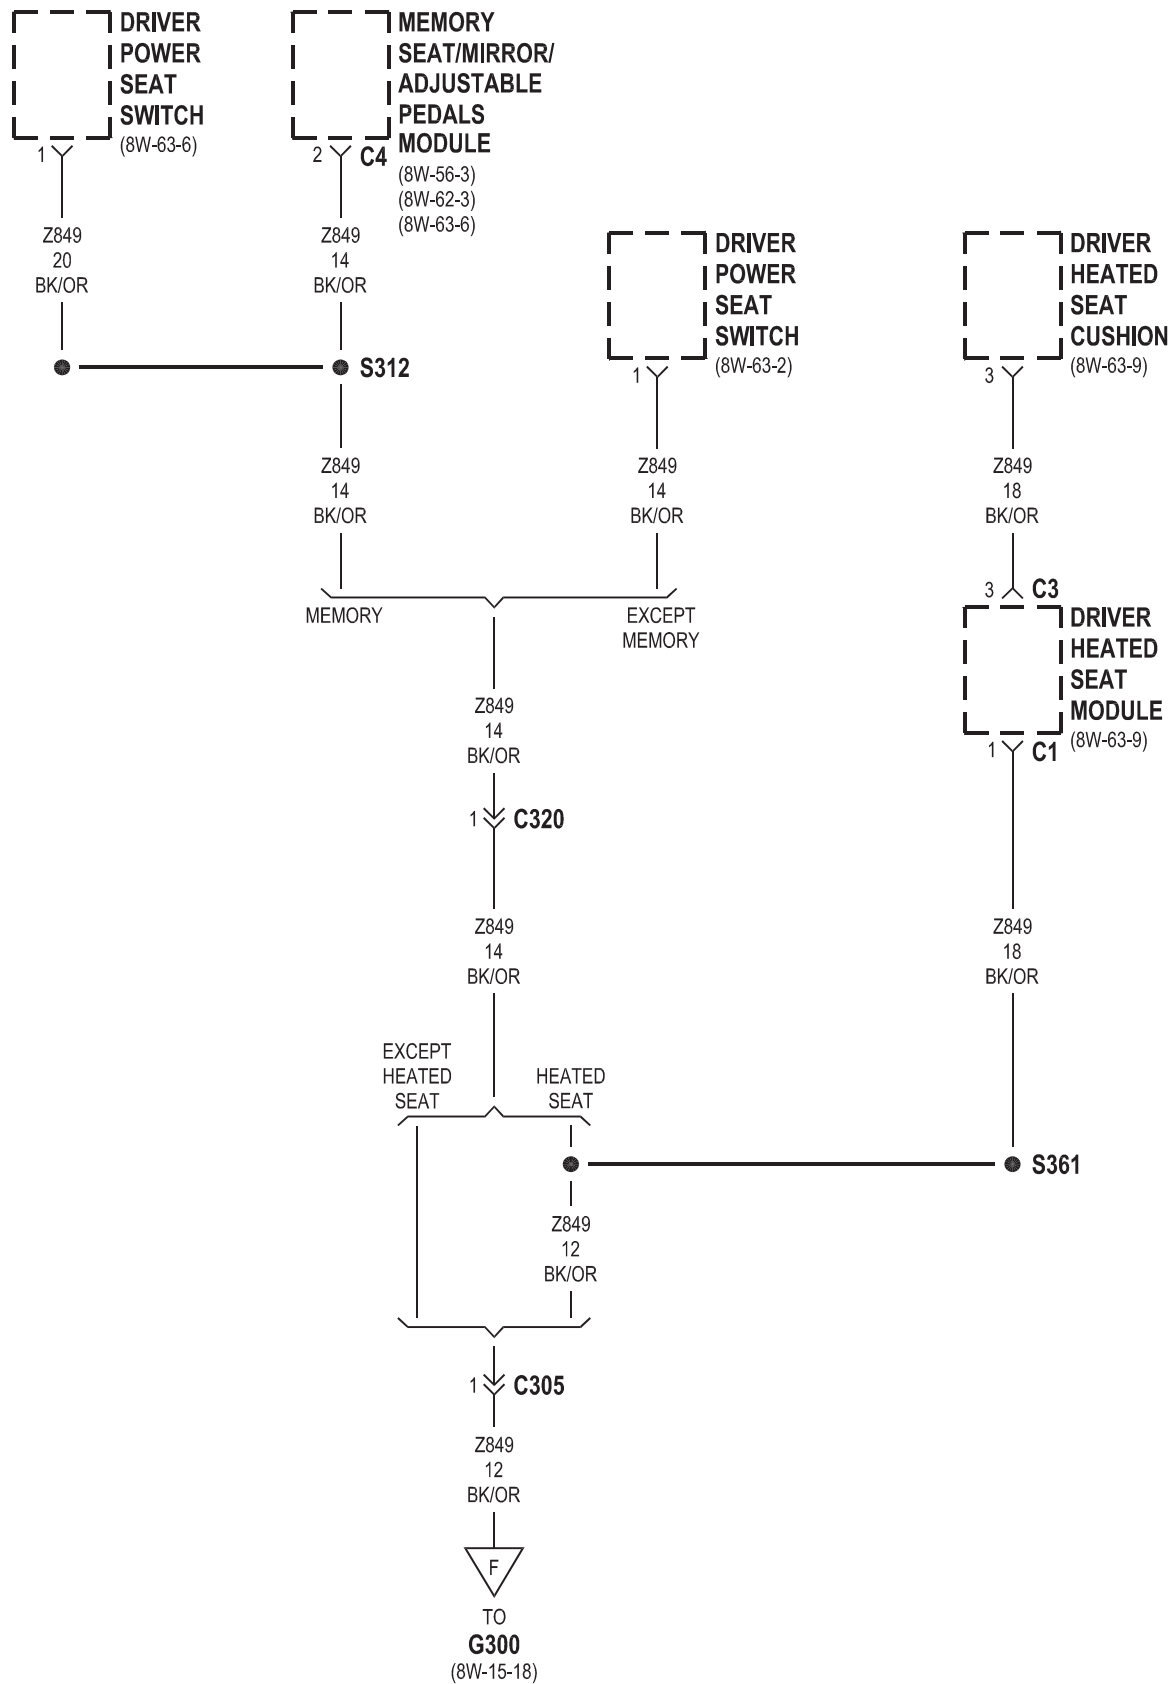 DRIVER
POWER
SEAT
SWITCH
(8W-63-6)
1
MEMORY
SEAT/MIRROR/
ADJUSTABLE
PEDALS
MODULE
(8W-56-3)
(8W-62-3)
(8W-63-6)
2 C4
Z849
20
BK/OR
Z849
14
BK/OR
S312
DRIVER
POWER
SEAT
SWITCH
(8W-63-2)
1
DRIVER
HEATED
SEAT
CUSHION
(8W-63-9)
3
Z849
14
BK/OR
Z849
14
BK/OR
Z849
18
BK/OR
MEMORY
EXCEPT
MEMORY
3 C3
DRIVER
HEATED
SEAT
MODULE
(8W-63-9)
1 C1
Z849
14
BK/OR
1 C320
Z849
14
BK/OR
Z849
18
BK/OR
EXCEPT
HEATED
SEAT
HEATED
SEAT
S361
Z849
12
BK/OR
1 C305
Z849
12
BK/OR
F
TO
G300
(8W-15-18)